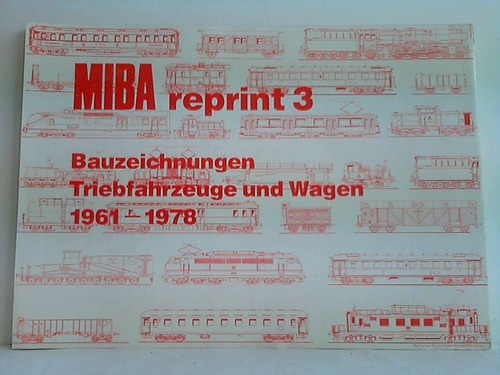 MIBA reprint 3
Bauzeichnungen
Triebfahrzeuge und Wagen
1961 - 1978